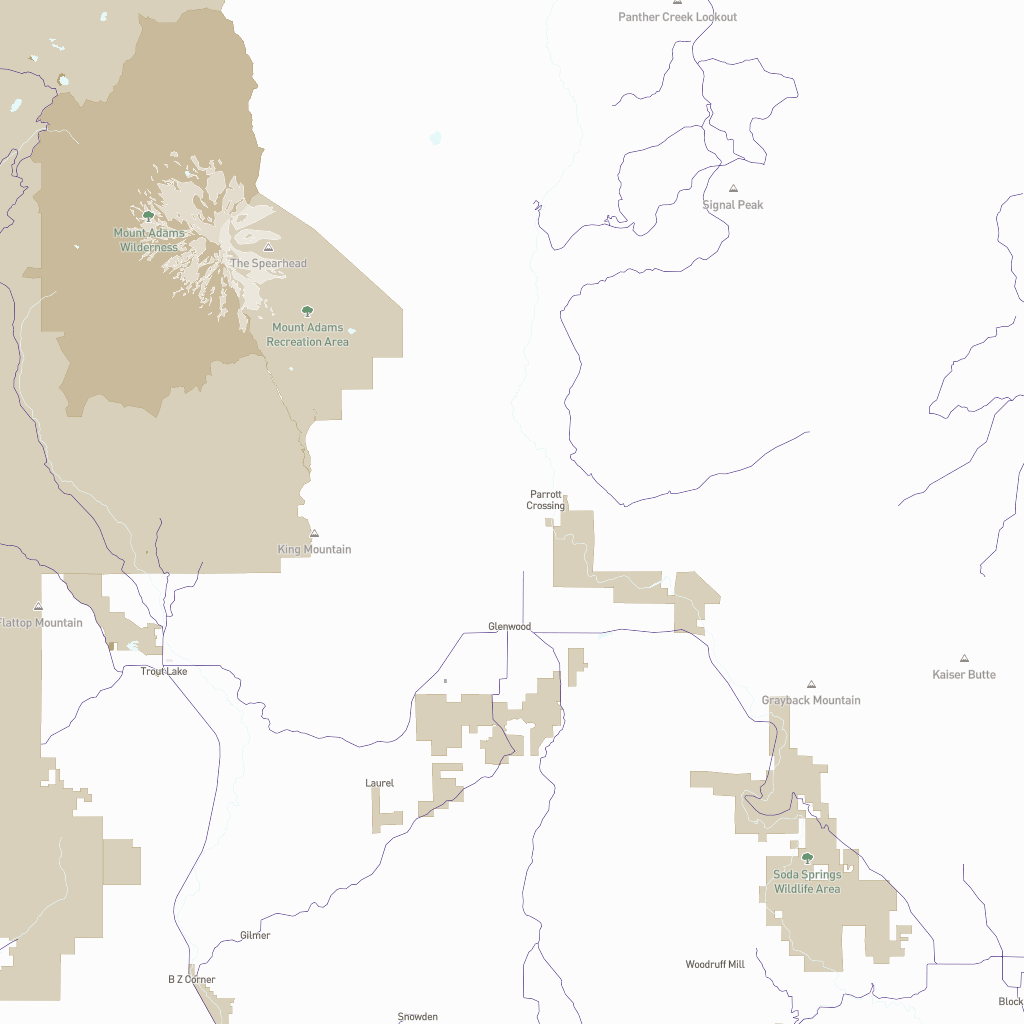 Panther Creek Lookout
Signal Peak
Mount Adams
Wilderness
The Spearhead
Mount Adams
Recreation Area
Parrott
Crossing
King Mountain
Flattop Mountain
Glenwood
Trout Lake
Kaiser Butte
Grayback Mountain
Laurel
Soda Springs
Wildlife Area
Gilmer
Woodruff Mill
B Z Corner
Block
Snowden